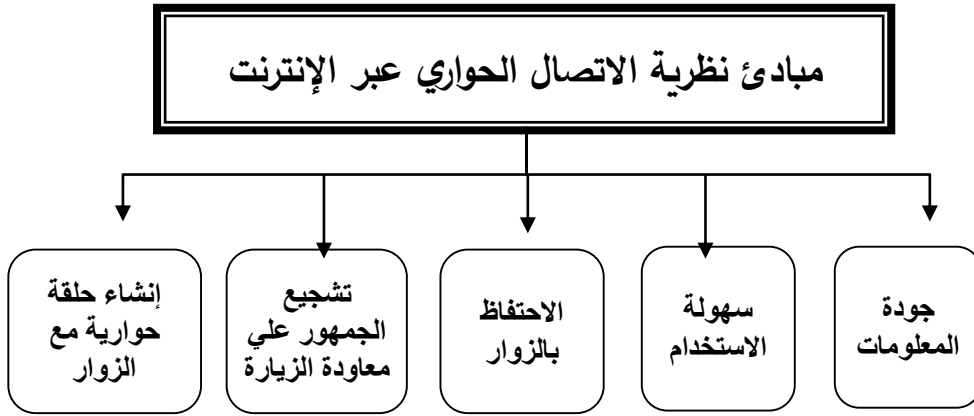 مبادئ نظرية الاتصال الحواري عبر الإنترنت
جودة
المعلومات
سهولة
الاستخدام
الاحتفاظ
بالزوار
تشجيع
الجمهور علي
معاودة الزيارة
إنشاء حلقة
حوارية مع
الزوار